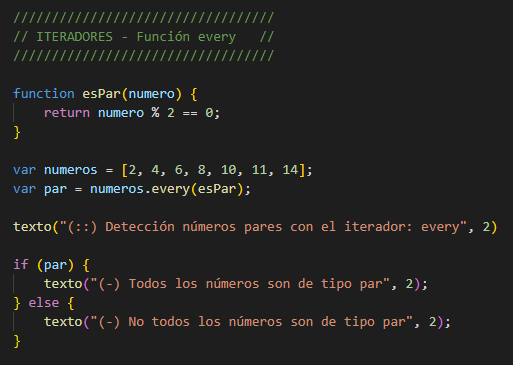 //////////////////////////////////
// ITERADORES - Función every   //
//////////////////////////////////
function esPar(numero) {
    return numero % 2 == 0;
}
var numeros = [2, 4, 6, 8, 10, 11, 14];
var par = numeros.every(esPar);
texto("(::) Detección números pares con el iterador: every", 2)
if (par) {
    texto("(-) Todos los números son de tipo par", 2);
} else {
    texto("(-) No todos los números son de tipo par", 2);
}